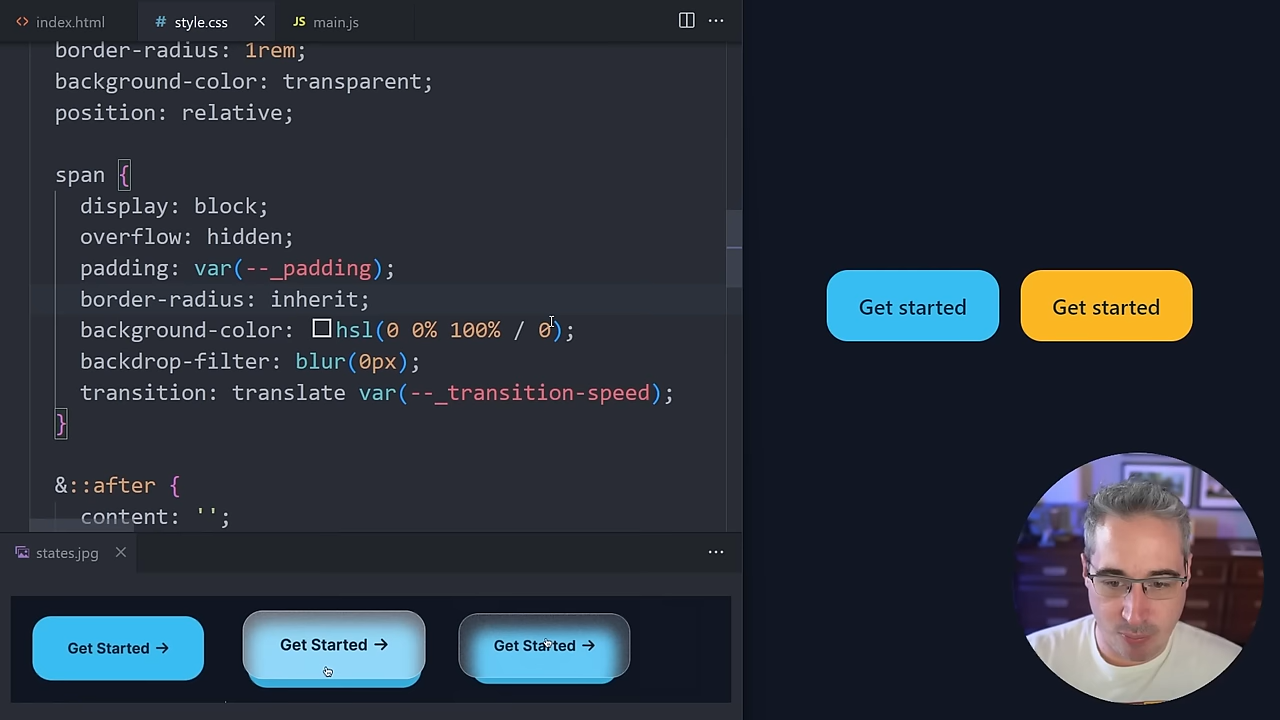 <> index.html
# style.css
JS main.js
border-radius: 1rem;
background-color: transparent;
position: relative;
span {
display: block;
overflow: hidden;
padding: var(--_padding);
border-radius: inherit;
background-color: hsl(0 0% 100% / 0);
backdrop-filter: blur(0px);
transition: translate var(--_transition-speed);
}
&::after {
content: '';
states.jpg
Get Started →
Get Started →
Get Started →
Get started
Get started